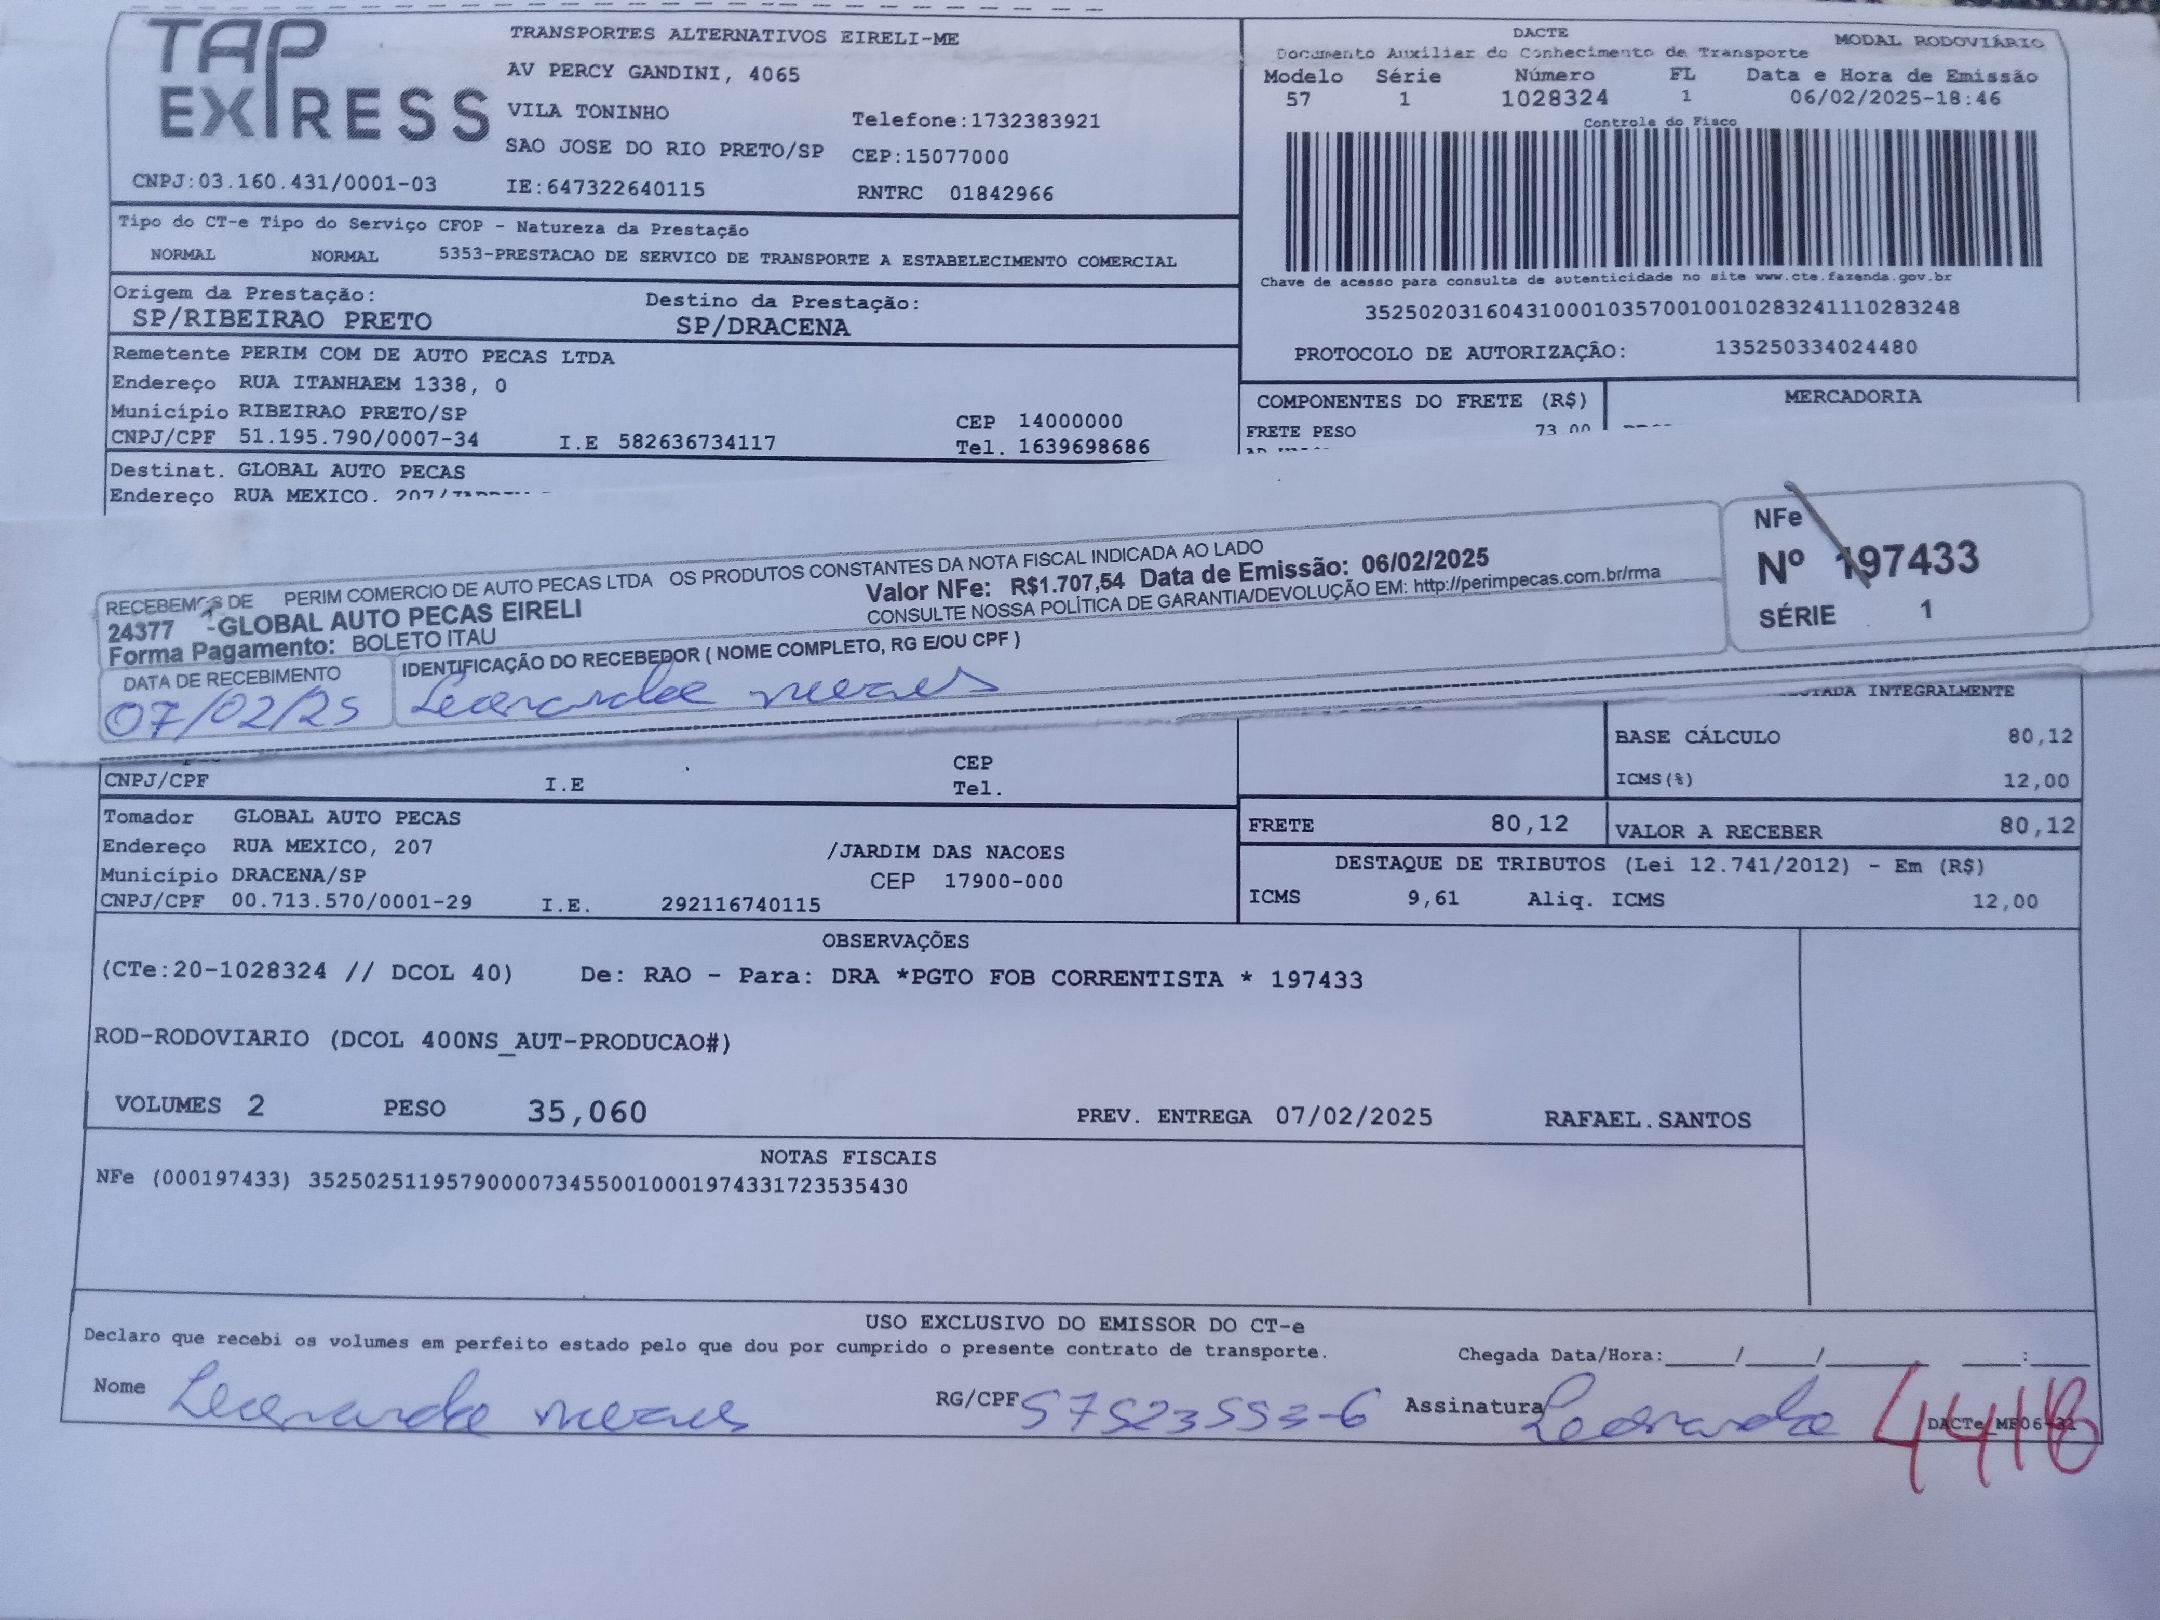 TAP EXPRESS
TRANSPORTES ALTERNATIVOS EIRELI-ME
AV PERCY GANDINI, 4065
VILA TONINHO Telefone:1732383921
SAO JOSE DO RIO PRETO/SP CEP:15077000
CNPJ:03.160.431/0001-03 IE:647322640115 RNTRC 01842966
DACTE MODAL RODOVIÁRIO
Documento Auxiliar do Conhecimento de Transporte
Modelo Série Número FL Data e Hora de Emissão
57 1 1028324 1 06/02/2025-18:46
Controle do Fisco
Chave de acesso para consulta de autenticidade no site www.cte.fazenda.gov.br
35250203160431000103570010010283241110283248
PROTOCOLO DE AUTORIZAÇÃO: 135250334024480
Tipo do CT-e Tipo do Serviço CFOP - Natureza da Prestação
NORMAL NORMAL 5353-PRESTACAO DE SERVICO DE TRANSPORTE A ESTABELECIMENTO COMERCIAL
Origem da Prestação: Destino da Prestação:
SP/RIBEIRAO PRETO SP/DRACENA
Remetente PERIM COM DE AUTO PECAS LTDA
Endereço RUA ITANHAEM 1338, 0
Município RIBEIRAO PRETO/SP CEP 14000000
CNPJ/CPF 51.195.790/0007-34 I.E 582636734117 Tel. 1639698686
COMPONENTES DO FRETE (R$) MERCADORIA
FRETE PESO 73,00
Destinat. GLOBAL AUTO PECAS
Endereço RUA MEXICO, 207/
RECEBEMOS DE PERIM COMERCIO DE AUTO PECAS LTDA OS PRODUTOS CONSTANTES DA NOTA FISCAL INDICADA AO LADO
24377 -GLOBAL AUTO PECAS EIRELI Valor NFe: R$1.707,54 Data de Emissão: 06/02/2025
Forma Pagamento: BOLETO ITAU CONSULTE NOSSA POLÍTICA DE GARANTIA/DEVOLUÇÃO EM: http://perimpecas.com.br/rma
NFe
Nº 197433
SÉRIE 1
DATA DE RECEBIMENTO IDENTIFICAÇÃO DO RECEBEDOR ( NOME COMPLETO, RG E/OU CPF )
07/02/25 Leonardo
INTEGRALMENTE
BASE CÁLCULO 80,12
ICMS(%) 12,00
CNPJ/CPF I.E CEP
Tel.
Tomador GLOBAL AUTO PECAS
Endereço RUA MEXICO, 207 /JARDIM DAS NACOES
Município DRACENA/SP CEP 17900-000
CNPJ/CPF 00.713.570/0001-29 I.E. 292116740115
FRETE 80,12 VALOR A RECEBER 80,12
DESTAQUE DE TRIBUTOS (Lei 12.741/2012) - Em (R$)
ICMS 9,61 Aliq. ICMS 12,00
OBSERVAÇÕES
(CTe:20-1028324 // DCOL 40) De: RAO - Para: DRA *PGTO FOB CORRENTISTA * 197433
ROD-RODOVIARIO (DCOL 400NS_AUT-PRODUCAO#)
VOLUMES 2 PESO 35,060 PREV. ENTREGA 07/02/2025 RAFAEL.SANTOS
NOTAS FISCAIS
NFe (000197433) 35250251195790000734550010001974331723535430
USO EXCLUSIVO DO EMISSOR DO CT-e
Declaro que recebi os volumes em perfeito estado pelo que dou por cumprido o presente contrato de transporte. Chegada Data/Hora:_____/____/_______ ____:____
Nome Leonardo RG/CPF 57523553-6 Assinatura Leonardo